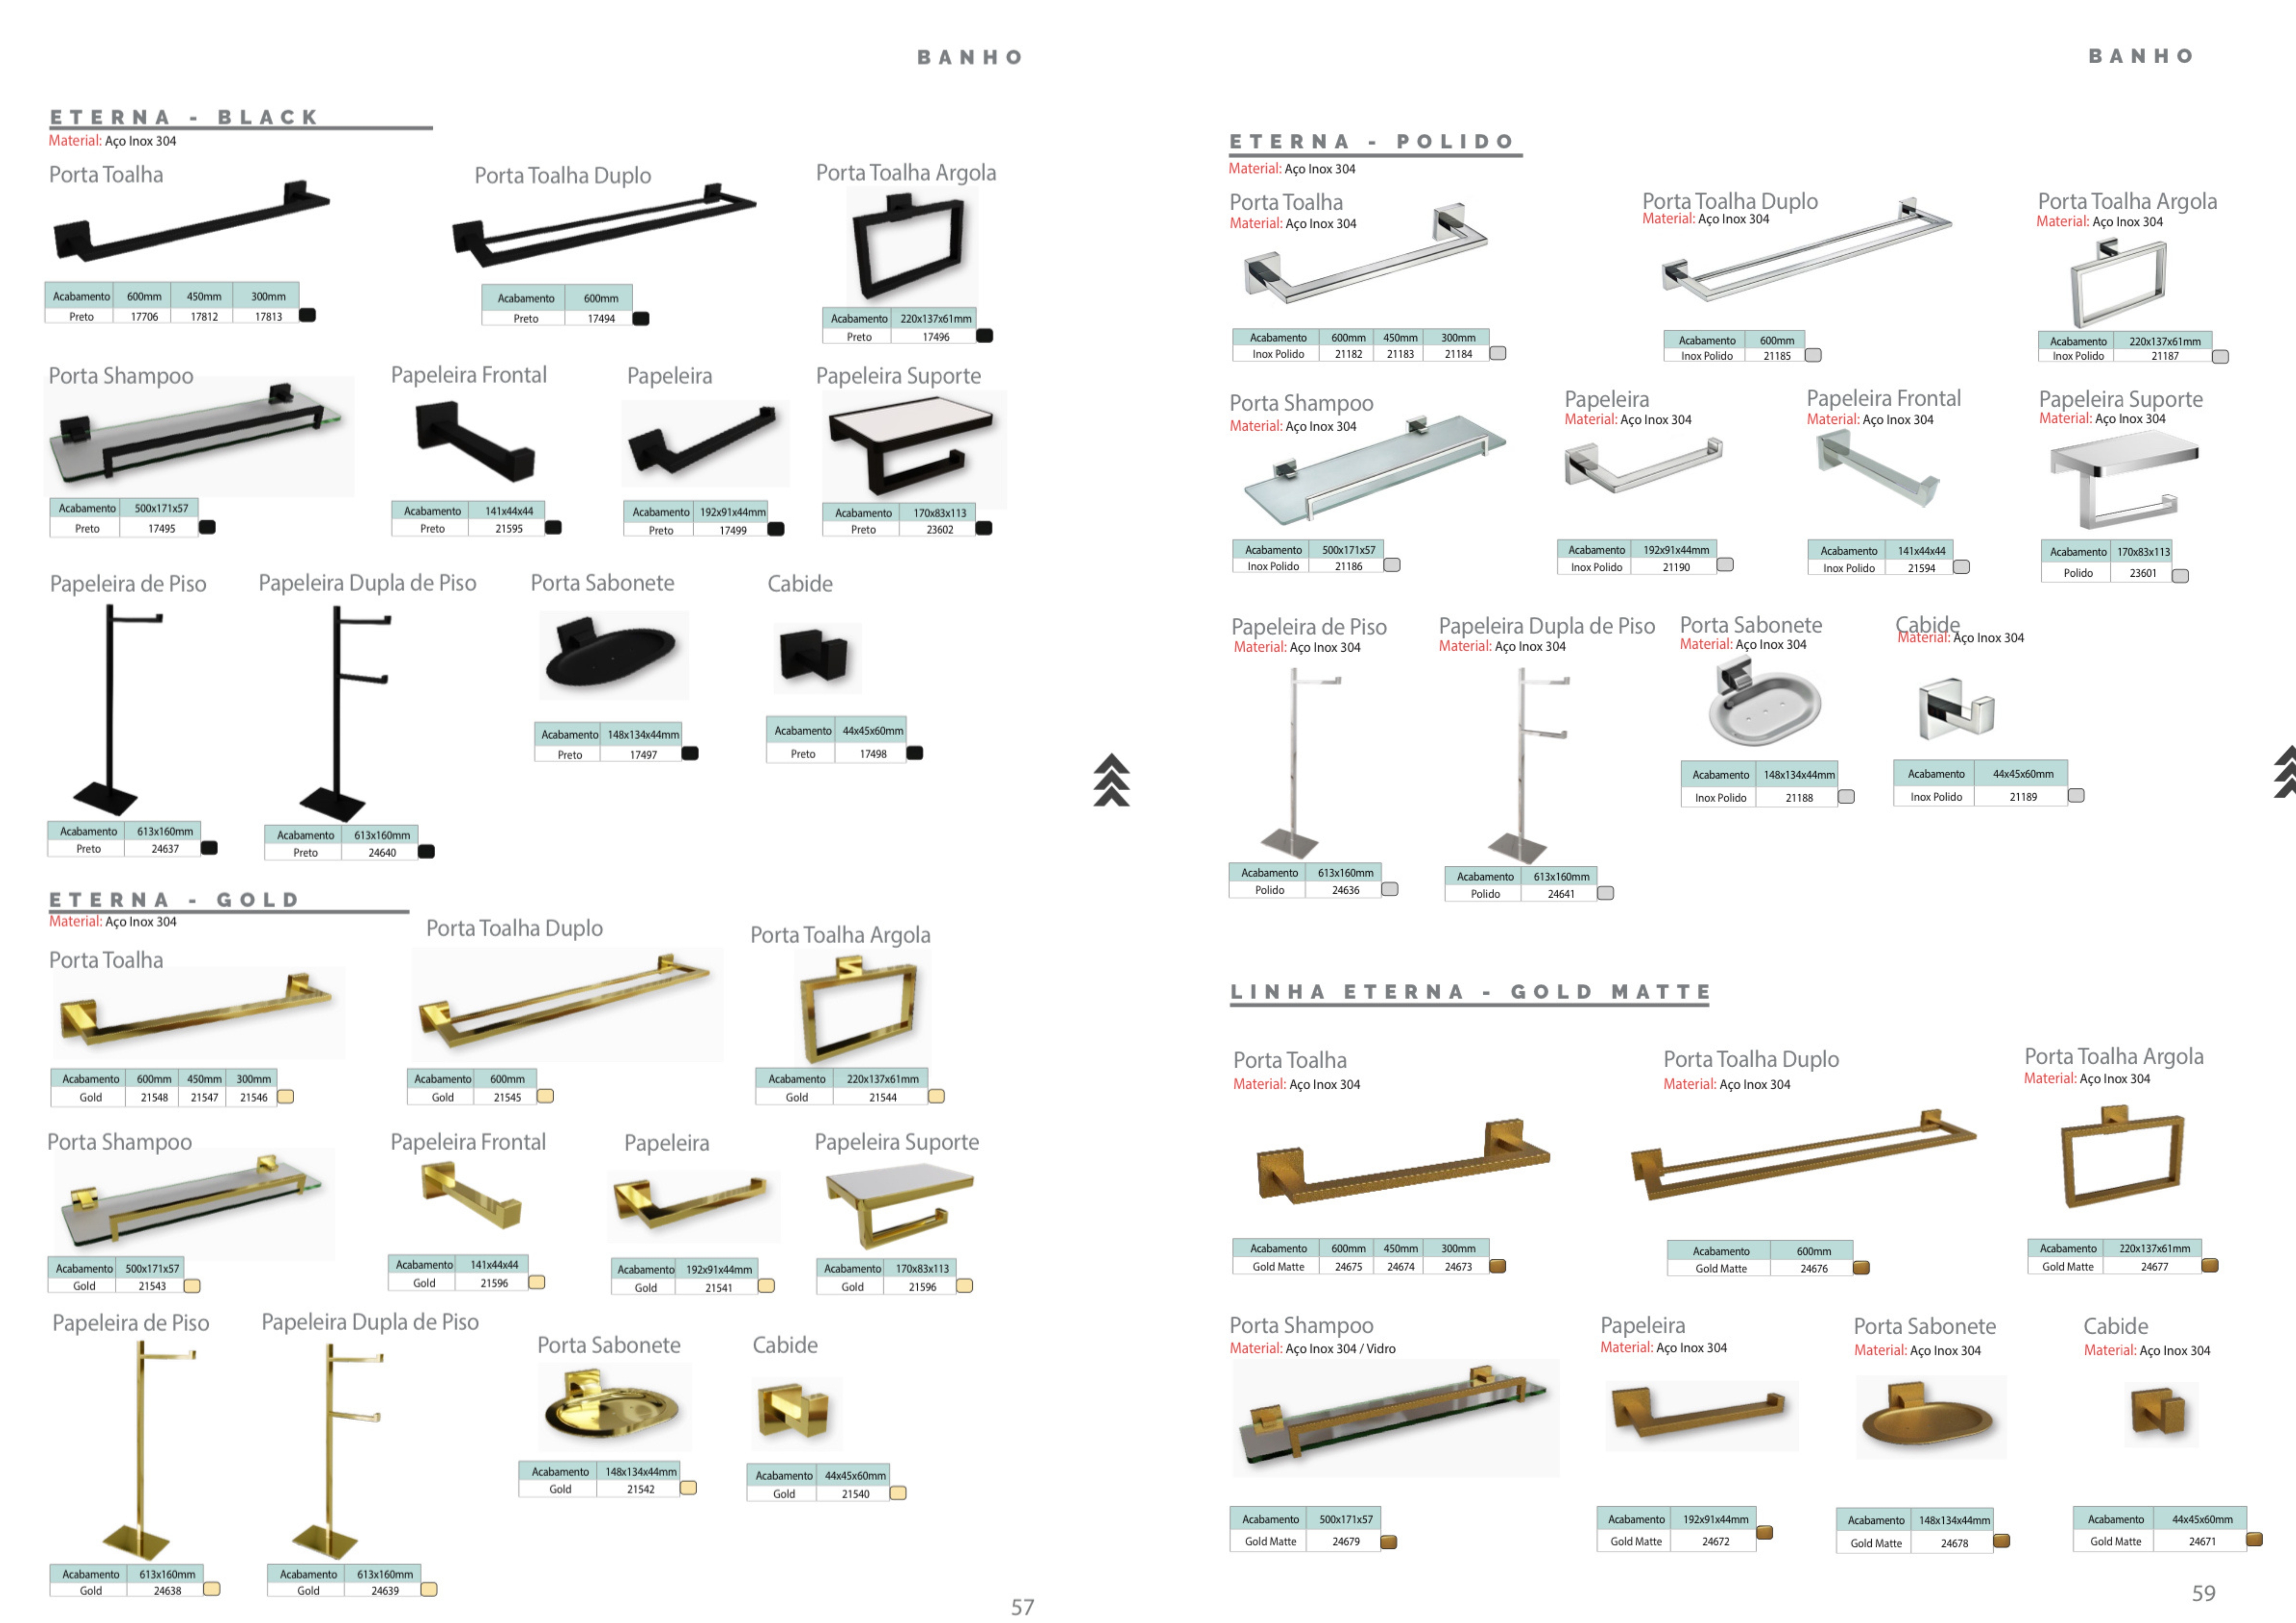 BANHO
ETERNA - BLACK
Material: Aço Inox 304
Porta Toalha
Porta Toalha Duplo
Porta Toalha Argola
Acabamento 600mm 450mm 300mm
Preto 17706 17812 17813
Acabamento 600mm
Preto 17494
Acabamento 220x137x61mm
Preto 17496
Porta Shampoo
Papeleira Frontal
Papeleira
Papeleira Suporte
Acabamento 500x171x57
Preto 17495
Acabamento 141x44x44
Preto 21595
Acabamento 192x91x44mm
Preto 17499
Acabamento 170x83x113
Preto 23602
Papeleira de Piso
Papeleira Dupla de Piso
Porta Sabonete
Cabide
Acabamento 148x134x44mm
Preto 17497
Acabamento 44x45x60mm
Preto 17498
Acabamento 613x160mm
Preto 24637
Acabamento 613x160mm
Preto 24640
ETERNA - GOLD
Material: Aço Inox 304
Porta Toalha
Porta Toalha Duplo
Porta Toalha Argola
Acabamento 600mm 450mm 300mm
Gold 21548 21547 21546
Acabamento 600mm
Gold 21545
Acabamento 220x137x61mm
Gold 21544
Porta Shampoo
Papeleira Frontal
Papeleira
Papeleira Suporte
Acabamento 500x171x57
Gold 21543
Acabamento 141x44x44
Gold 21596
Acabamento 192x91x44mm
Gold 21541
Acabamento 170x83x113
Gold 21596
Papeleira de Piso
Papeleira Dupla de Piso
Porta Sabonete
Cabide
Acabamento 148x134x44mm
Gold 21542
Acabamento 44x45x60mm
Gold 21540
Acabamento 613x160mm
Gold 24638
Acabamento 613x160mm
Gold 24639
57
BANHO
ETERNA - POLIDO
Material: Aço Inox 304
Porta Toalha
Material: Aço Inox 304
Porta Toalha Duplo
Material: Aço Inox 304
Porta Toalha Argola
Material: Aço Inox 304
Acabamento 600mm 450mm 300mm
Inox Polido 21182 21183 21184
Acabamento 600mm
Inox Polido 21185
Acabamento 220x137x61mm
Inox Polido 21187
Porta Shampoo
Material: Aço Inox 304
Papeleira
Material: Aço Inox 304
Papeleira Frontal
Material: Aço Inox 304
Papeleira Suporte
Material: Aço Inox 304
Acabamento 500x171x57
Inox Polido 21186
Acabamento 192x91x44mm
Inox Polido 21190
Acabamento 141x44x44
Inox Polido 21594
Acabamento 170x83x113
Polido 23601
Papeleira de Piso
Material: Aço Inox 304
Papeleira Dupla de Piso
Material: Aço Inox 304
Porta Sabonete
Material: Aço Inox 304
Cabide
Material: Aço Inox 304
Acabamento 148x134x44mm
Inox Polido 21188
Acabamento 44x45x60mm
Inox Polido 21189
Acabamento 613x160mm
Polido 24636
Acabamento 613x160mm
Polido 24641
LINHA ETERNA - GOLD MATTE
Porta Toalha
Material: Aço Inox 304
Porta Toalha Duplo
Material: Aço Inox 304
Porta Toalha Argola
Material: Aço Inox 304
Acabamento 600mm 450mm 300mm
Gold Matte 24675 24674 24673
Acabamento 600mm
Gold Matte 24676
Acabamento 220x137x61mm
Gold Matte 24677
Porta Shampoo
Material: Aço Inox 304 / Vidro
Papeleira
Material: Aço Inox 304
Porta Sabonete
Material: Aço Inox 304
Cabide
Material: Aço Inox 304
Acabamento 500x171x57
Gold Matte 24679
Acabamento 192x91x44mm
Gold Matte 24672
Acabamento 148x134x44mm
Gold Matte 24678
Acabamento 44x45x60mm
Gold Matte 24671
59